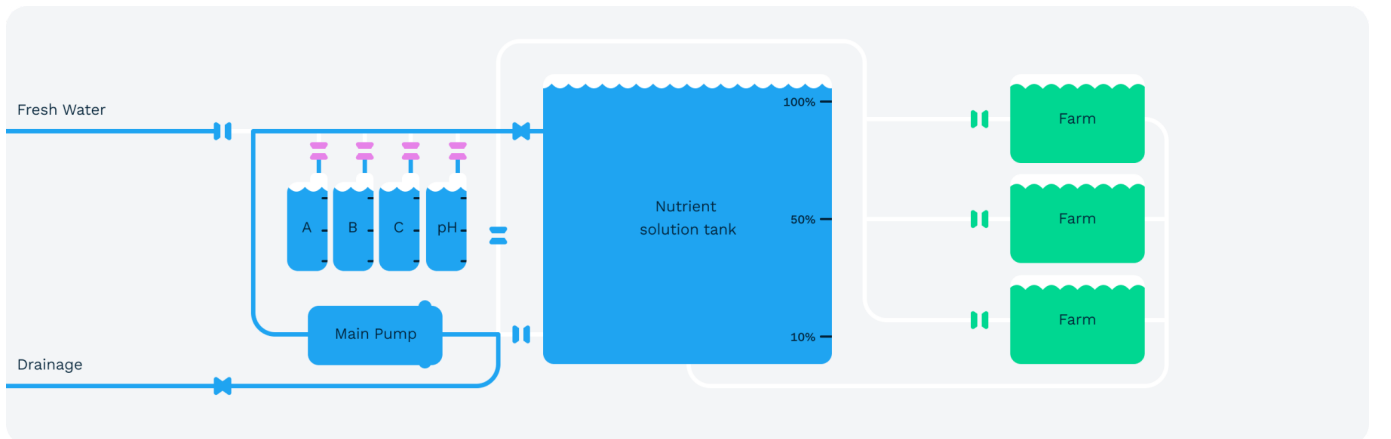 Fresh Water
100%
Farm
Nutrient
solution tank
A
B
C
pH
50%
Farm
Main Pump
10%
Farm
Drainage